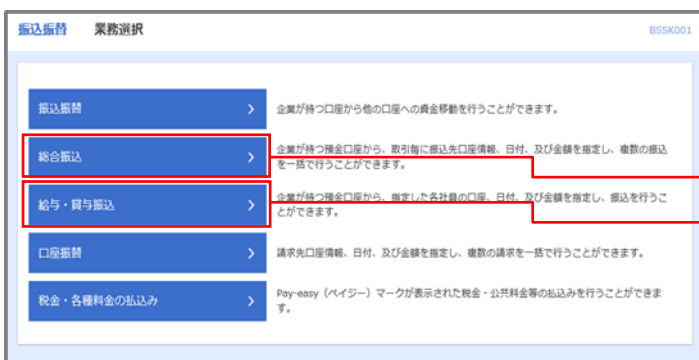 振込振替 業務選択 BSSK001
振込振替
企業が持つ口座から他の口座への資金移動を行うことができます。
総合振込
企業が持つ預金口座から、取引毎に振込先口座情報、日付、及び金額を指定し、複数の振込
を一括で行うことができます。
給与・賞与振込
企業が持つ預金口座から、指定した各社員の口座、日付、及び金額を指定し、振込を行うこ
とができます。
口座振替
請求先口座情報、日付、及び金額を指定し、複数の請求を一括で行うことができます。
税金・各種料金の払込み
Pay-easy（ペイジー）マークが表示された税金・公共料金等の払込みを行うことができま
す。